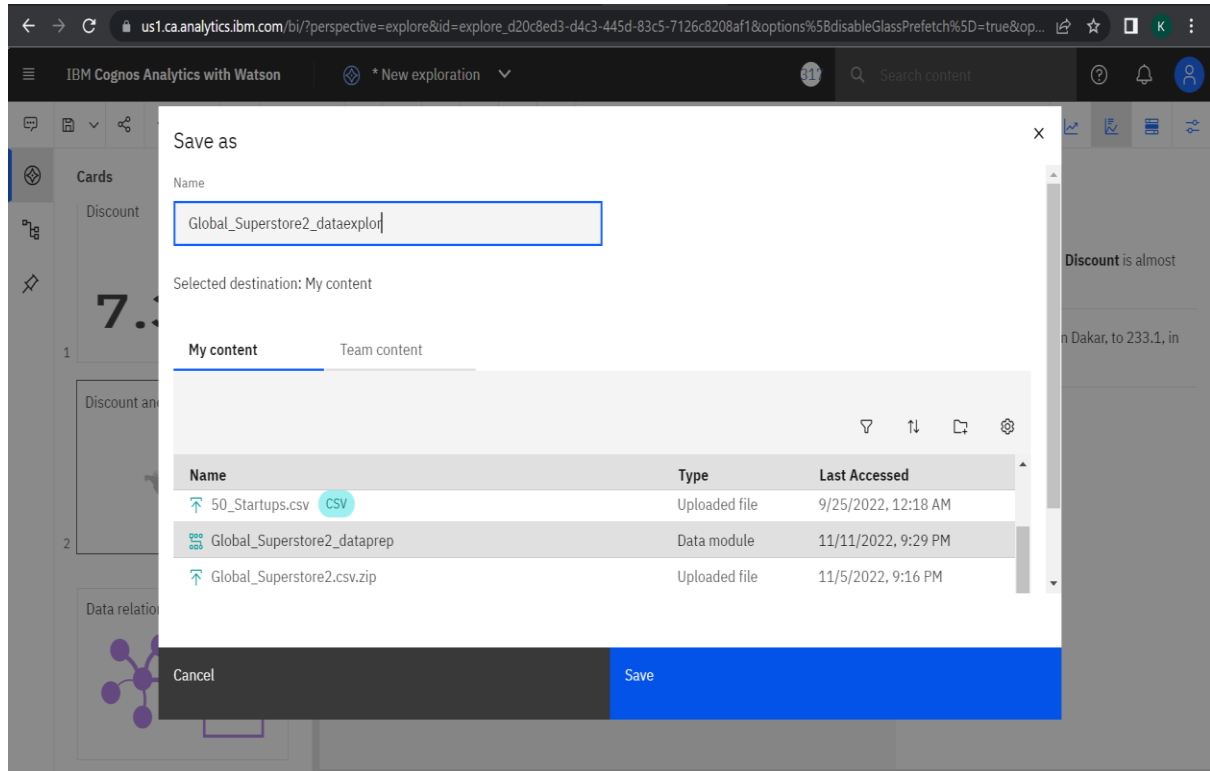 us1.ca.analytics.ibm.com/bi/?perspective=explore&id=explore_d20c8ed3-d4c3-445d-83c5-7126c8208af1&options%5BdisableGlassPrefetch%5D=true&op...
K
IBM Cognos Analytics with Watson
* New exploration
Search content
Save as
X
Name
Global_Superstore2_dataexplor
Selected destination: My content
My content
Team content
Name Type Last Accessed
50_Startups.csv CSV Uploaded file 9/25/2022, 12:18 AM
Global_Superstore2_dataprep Data module 11/11/2022, 9:29 PM
Global_Superstore2.csv.zip Uploaded file 11/5/2022, 9:16 PM
Cancel
Save
Cards
Discount
7.
1
Discount
2
Data
Discount is almost
Dakar, to 233.1, in